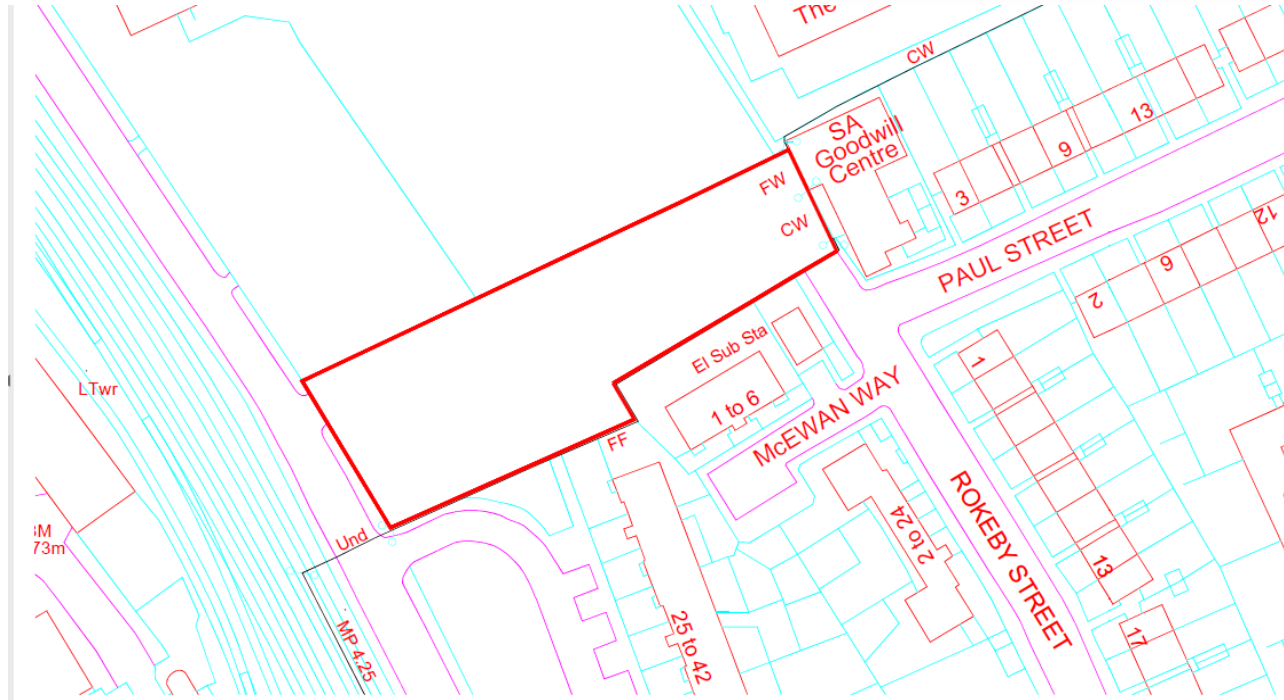 The
CW
SA
Goodwill
Centre
13
9
3
FW
CW
PAUL STREET
12
6
2
El Sub Sta
1
LTwr
1 to 6
McEWAN WAY
FF
ROKEBY STREET
Und
2 to 24
3M
73m
13
25 to 42
17
MP 4.25